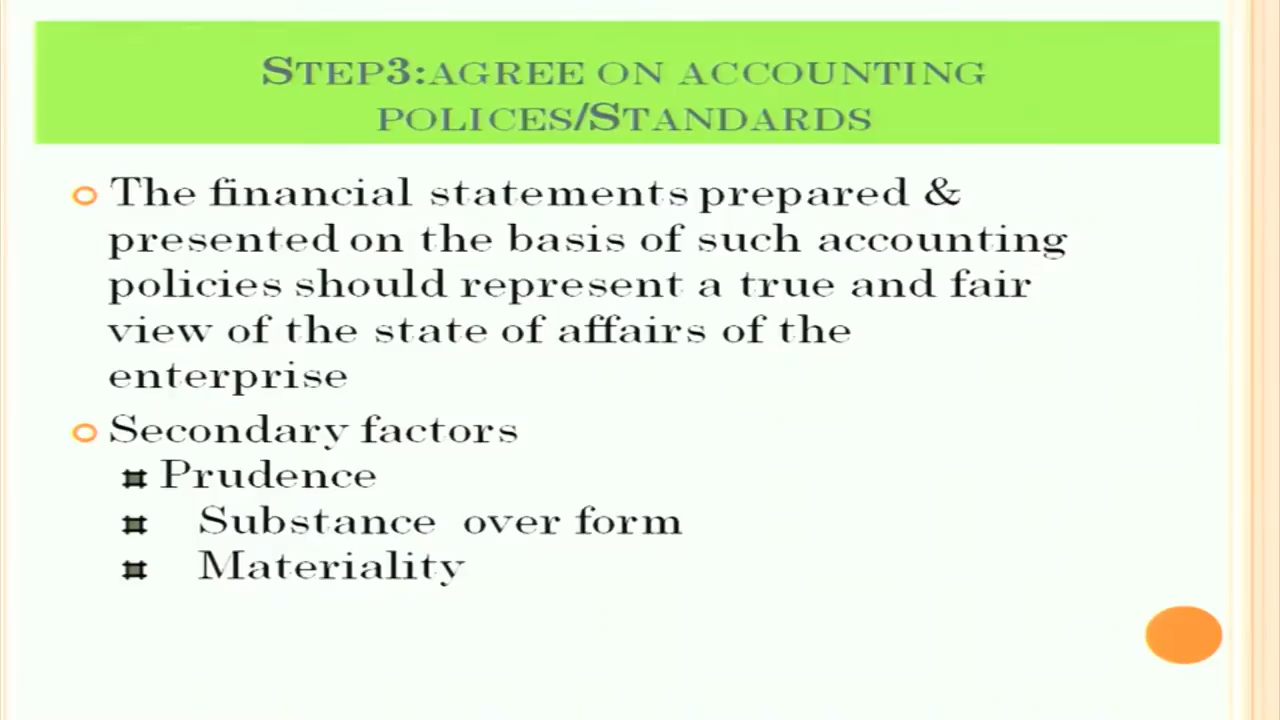 STEP3:AGREE ON ACCOUNTING
POLICES/STANDARDS
The financial statements prepared &
presented on the basis of such accounting
policies should represent a true and fair
view of the state of affairs of the
enterprise
Secondary factors
Prudence
Substance over form
Materiality